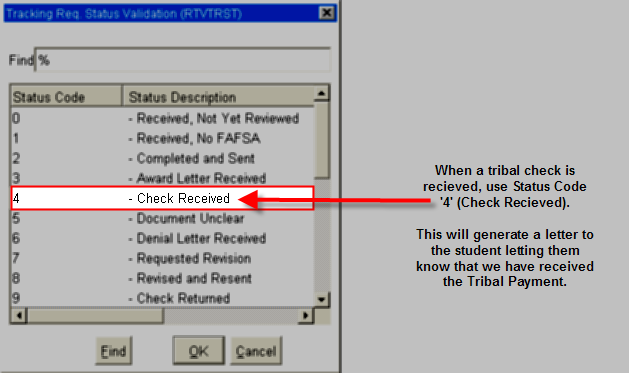 Tracking Req. Status Validation (RTVTRST)
Find %
Status Code Status Description
0 - Received, Not Yet Reviewed
1 - Received, No FAFSA
2 - Completed and Sent
3 - Award Letter Received
4 - Check Received
5 - Document Unclear
6 - Denial Letter Received
7 - Requested Revision
8 - Revised and Resent
9 - Check Returned
Find OK Cancel
When a tribal check is
recieved, use Status Code
'4' (Check Recieved).
This will generate a letter to
the student letting them
know that we have received
the Tribal Payment.